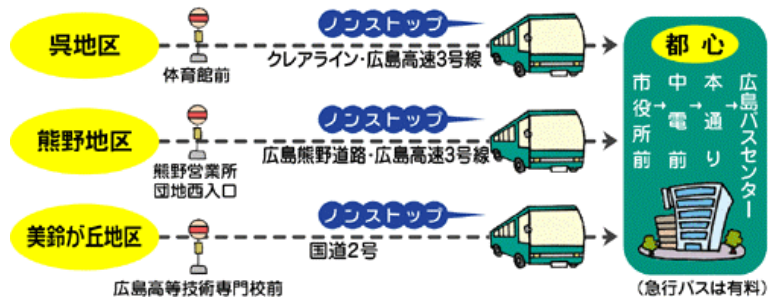 呉地区
体育館前
ノンストップ
クレアライン・広島高速3号線
熊野地区
熊野営業所
団地西入口
ノンストップ
広島熊野道路・広島高速3号線
美鈴が丘地区
広島高等技術専門校前
ノンストップ
国道2号
都心
市役所前→中電前→本通り→広島バスセンター
(急行バスは有料)